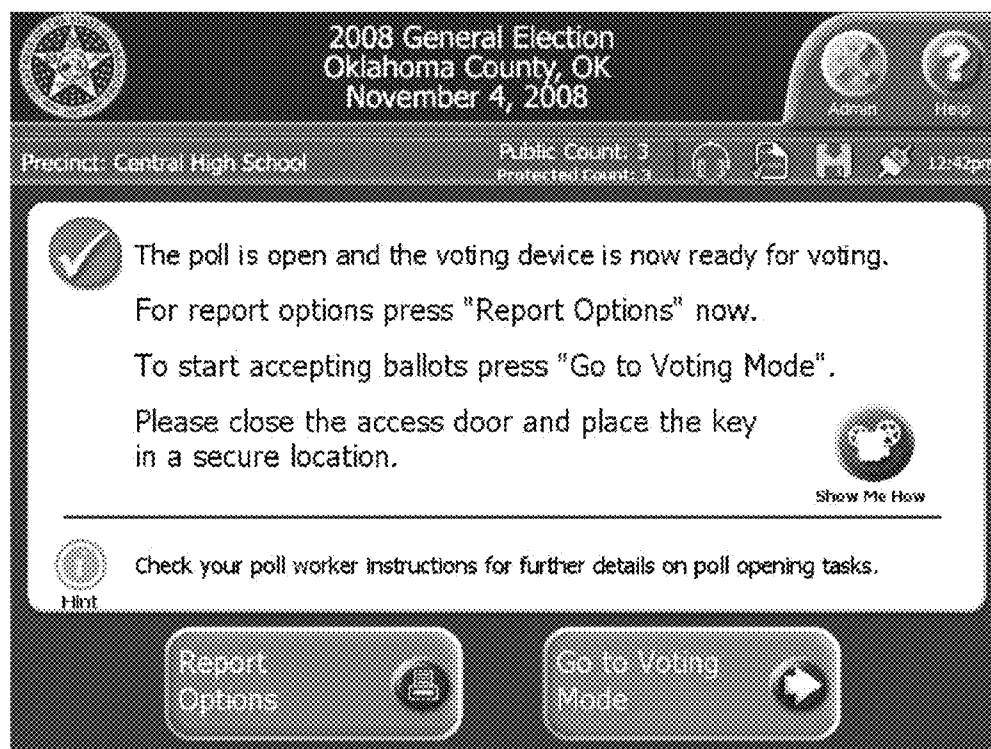 2008 General Election
Oklahoma County, OK
November 4, 2008
Admin
Help
Precinct: Central High School
Public Count: 3
Protected Count: 3
12:42pm
The poll is open and the voting device is now ready for voting.
For report options press "Report Options" now.
To start accepting ballots press "Go to Voting Mode".
Please close the access door and place the key
in a secure location.
Show Me How
Check your poll worker instructions for further details on poll opening tasks.
Hint
Report
Options
Go to Voting
Mode